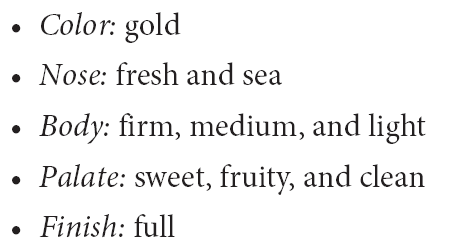 • Color: gold
• Nose: fresh and sea
• Body: firm, medium, and light
• Palate: sweet, fruity, and clean
• Finish: full